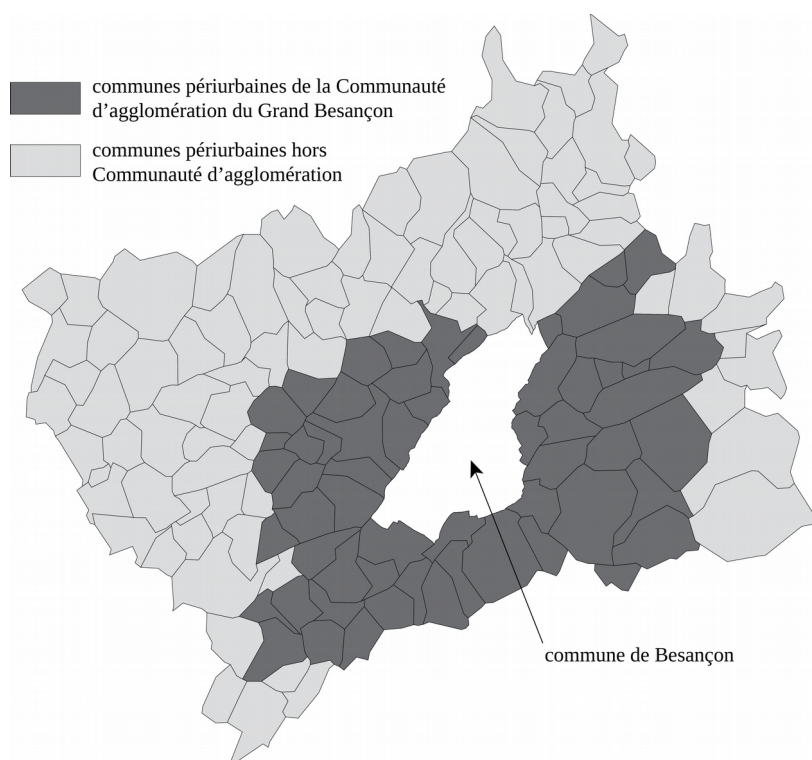 communes périurbaines de la Communauté
d’agglomération du Grand Besançon
communes périurbaines hors
Communauté d’agglomération
commune de Besançon